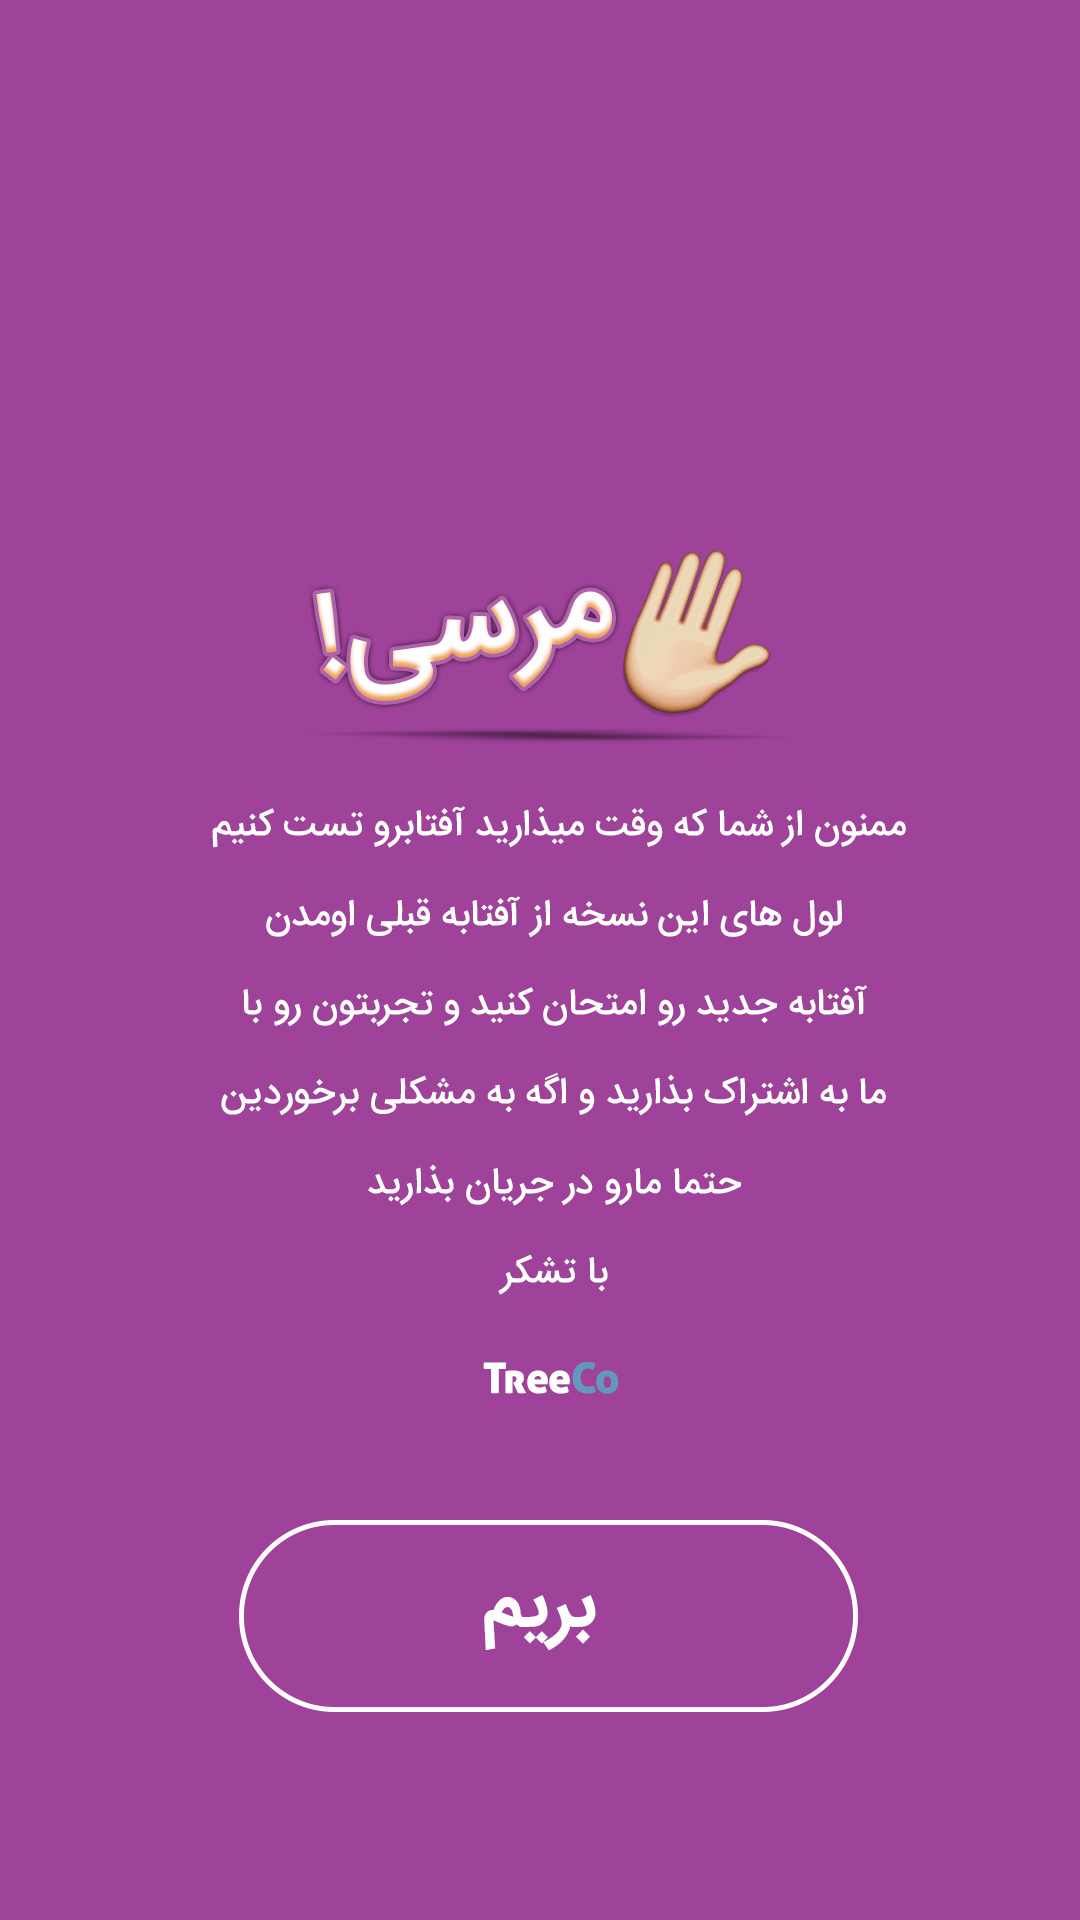 مرسی!
ممنون از شما که وقت میذارید آفتابرو تست کنیم
لول های این نسخه از آفتابه قبلی اومدن
آفتابه جدید رو امتحان کنید و تجربتون رو با
ما به اشتراک بذارید و اگه به مشکلی برخوردین
حتما مارو در جریان بذارید
با تشکر
TreeCo
بریم